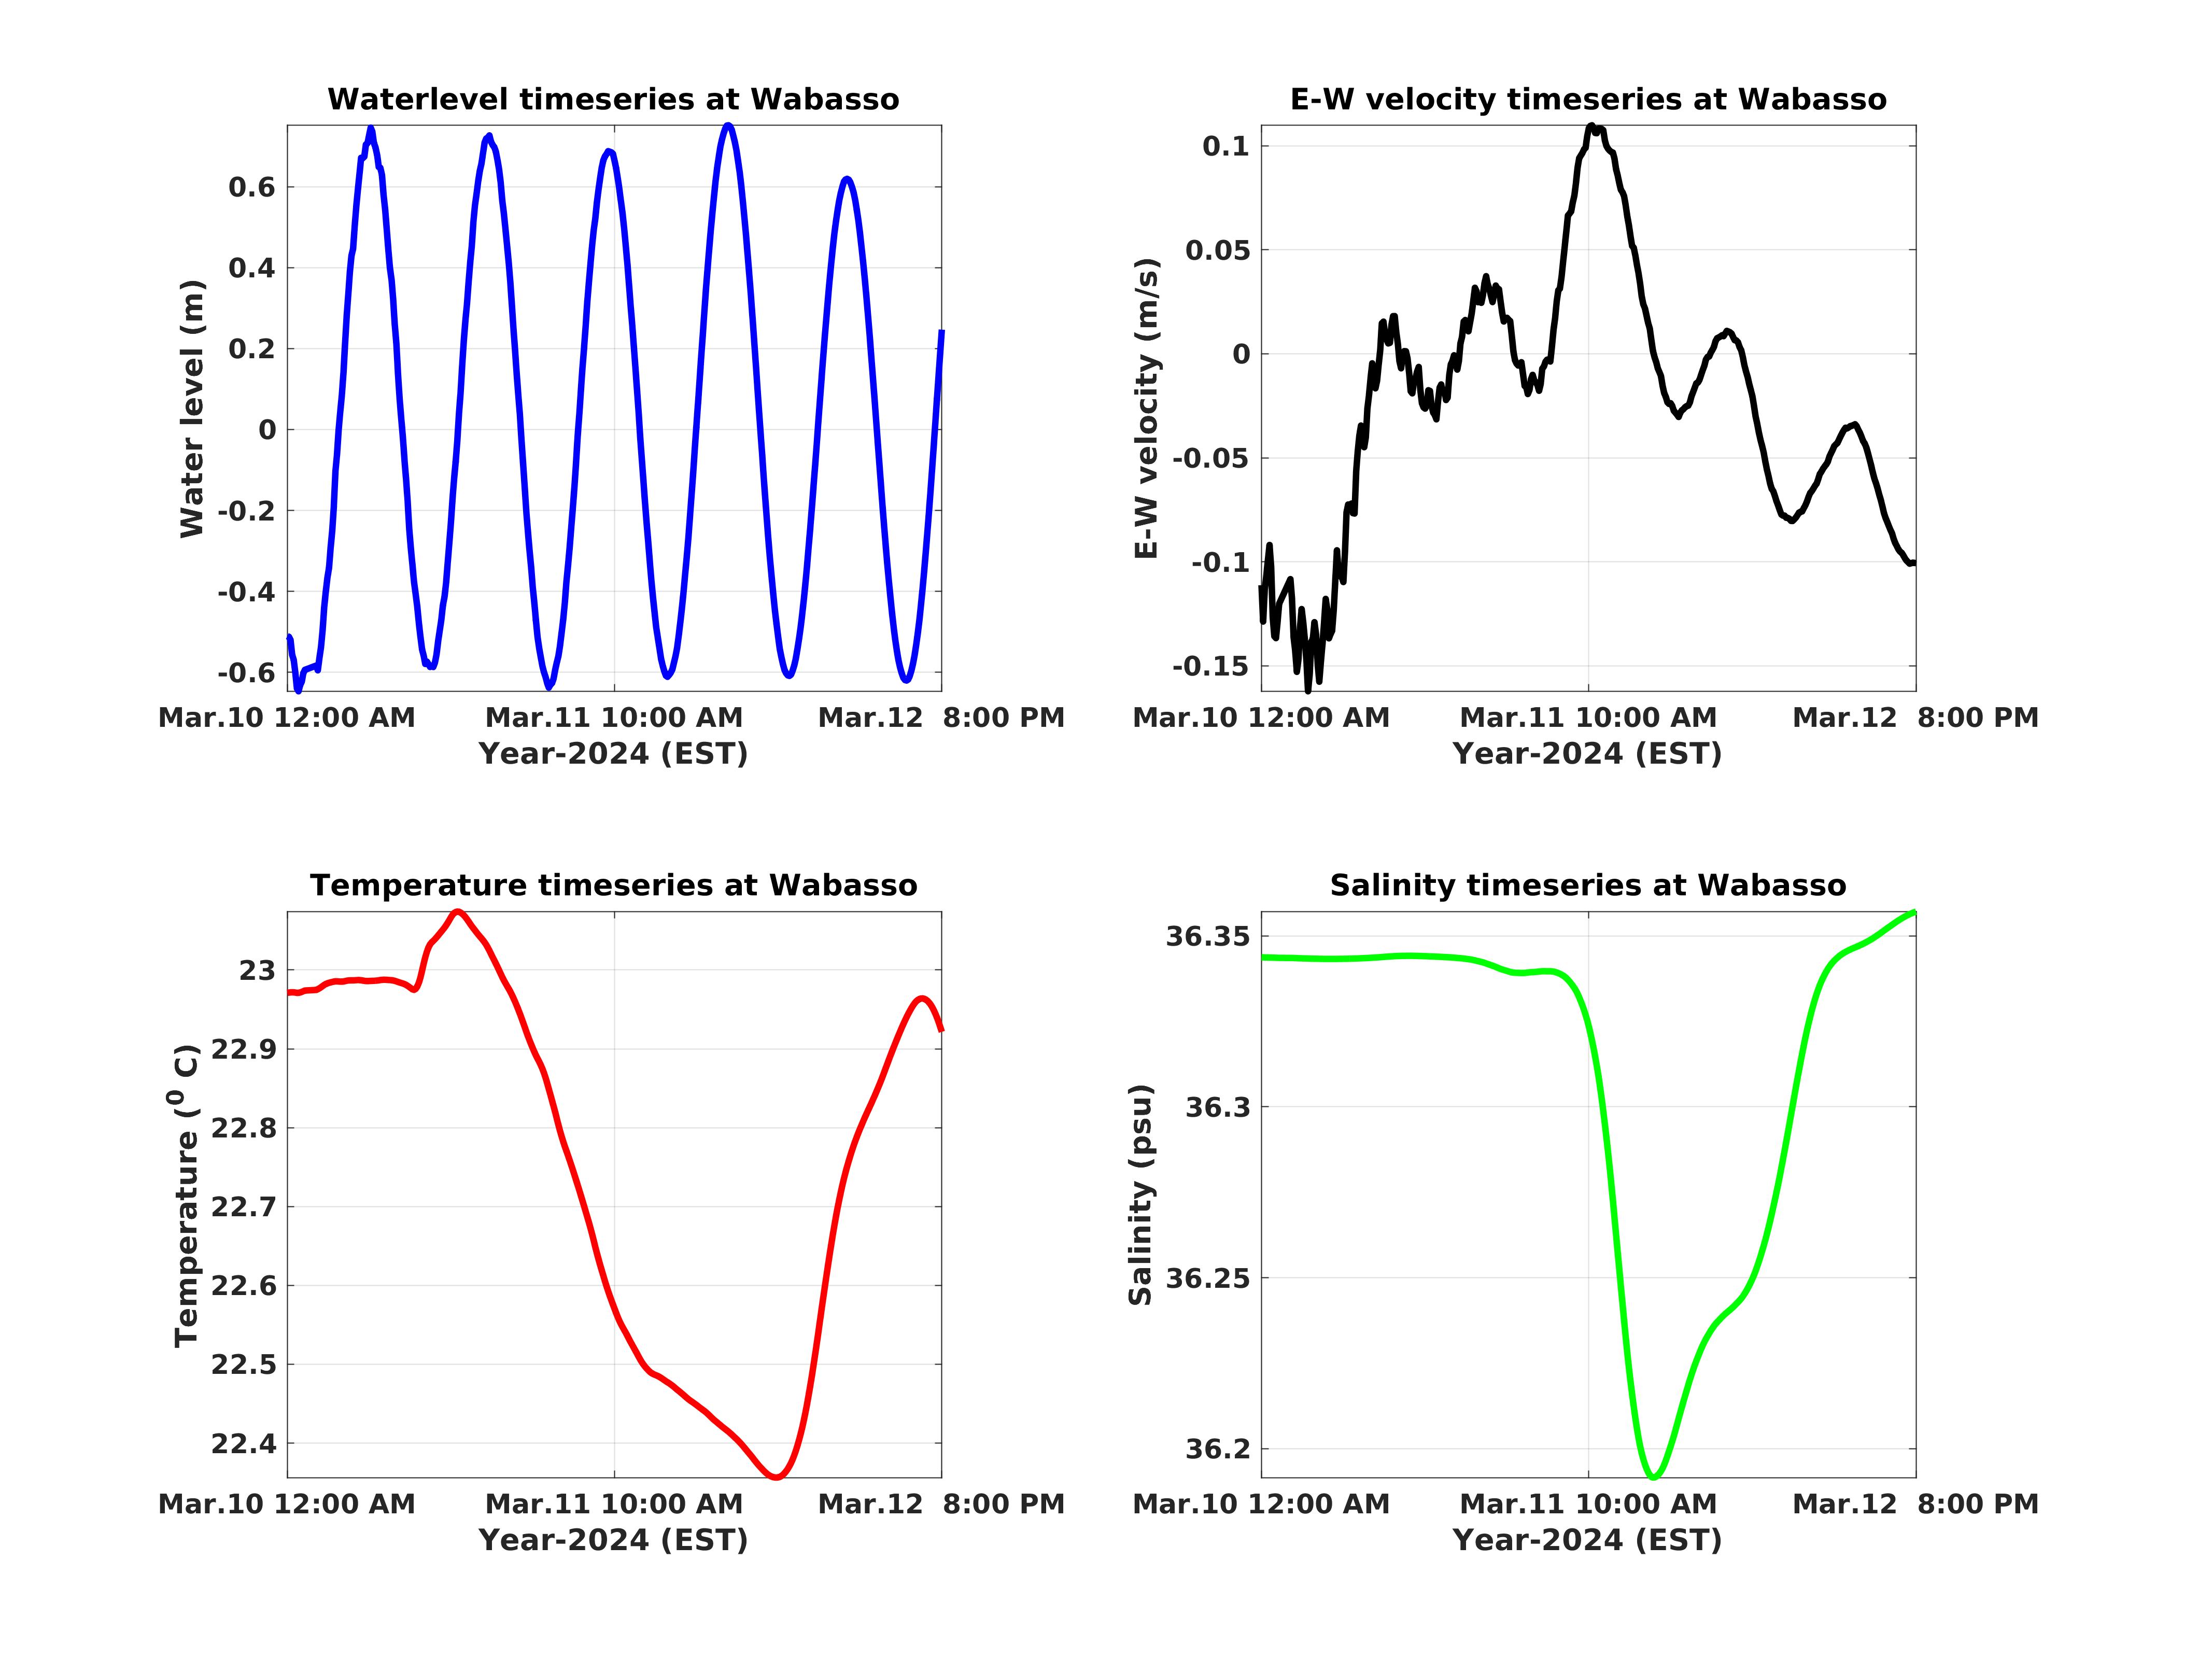 Waterlevel timeseries at Wabasso
0.6
0.4
0.2
0
-0.2
-0.4
-0.6
Water level (m)
Mar.10 12:00 AM
Mar.11 10:00 AM
Mar.12 8:00 PM
Year-2024 (EST)
E-W velocity timeseries at Wabasso
0.1
0.05
0
-0.05
-0.1
-0.15
E-W velocity (m/s)
Mar.10 12:00 AM
Mar.11 10:00 AM
Mar.12 8:00 PM
Year-2024 (EST)
Temperature timeseries at Wabasso
23
22.9
22.8
22.7
22.6
22.5
22.4
Temperature (⁰ C)
Mar.10 12:00 AM
Mar.11 10:00 AM
Mar.12 8:00 PM
Year-2024 (EST)
Salinity timeseries at Wabasso
36.35
36.3
36.25
36.2
Salinity (psu)
Mar.10 12:00 AM
Mar.11 10:00 AM
Mar.12 8:00 PM
Year-2024 (EST)